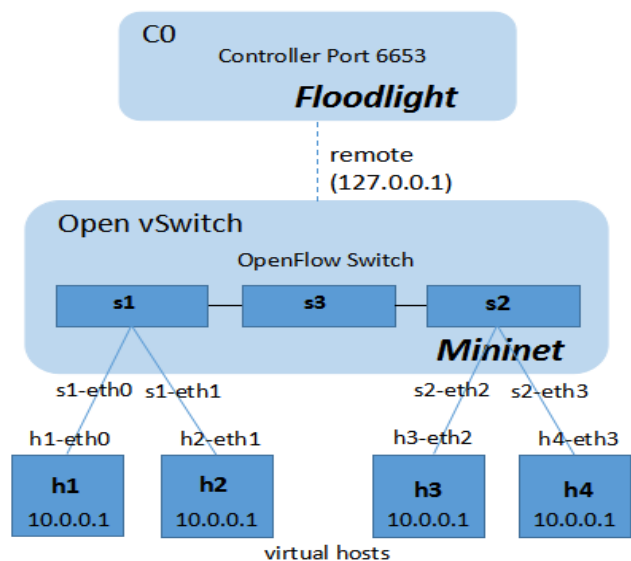 C0
Controller Port 6653
Floodlight
remote
(127.0.0.1)
Open vSwitch
OpenFlow Switch
s1
s3
s2
Mininet
s1-eth0
s1-eth1
s2-eth2
s2-eth3
h1-eth0
h2-eth1
h3-eth2
h4-eth3
h1
10.0.0.1
h2
10.0.0.1
h3
10.0.0.1
h4
10.0.0.1
virtual hosts